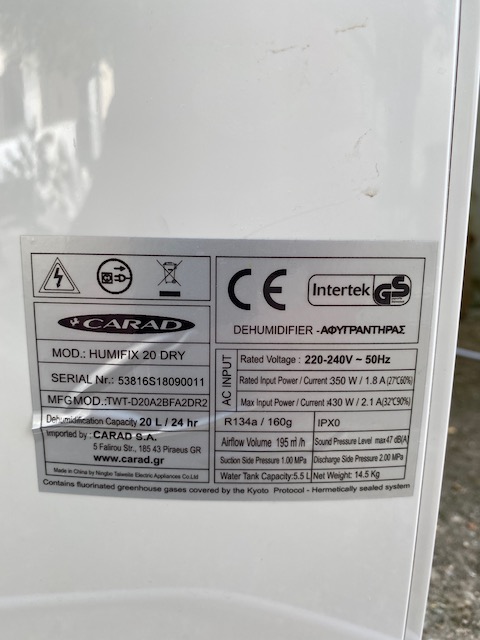 CE
Intertek GS
DEHUMIDIFIER -ΑΦΥΓΡΑΝΤΗΡΑΣ
CARAD
MOD.: HUMIFIX 20 DRY
SERIAL Nr.: 53816S18090011
MFGMOD.:TWT-D20A2BFA2DR2
Dehumidification Capacity 20 L / 24 hr
Imported by : CARAD S.A.
5 Falirou Str., 185 43 Piraeus GR
www.carad.gr
Made in China by Ningbo Teiwelia Electric Appliances Co.Ltd
AC INPUT
Rated Voltage : 220-240V ~ 50Hz
Rated Input Power / Current :350 W / 1.8 A (27℃60%)
Max Input Power / Current :430 W / 2.1 A(32℃90%)
R134a / 160g
IPX0
Airflow Volume 195 m³/h
Sound Pressure Level max47 dB(A)
Suction Side Pressure 1.00 MPa
Discharge Side Pressure 2.00 MPa
Water Tank Capacity:5.5 L
Net Weight: 14.5 Kg
Contains fluorinated greenhouse gases covered by the Kyoto Protocol - Hermetically sealed system